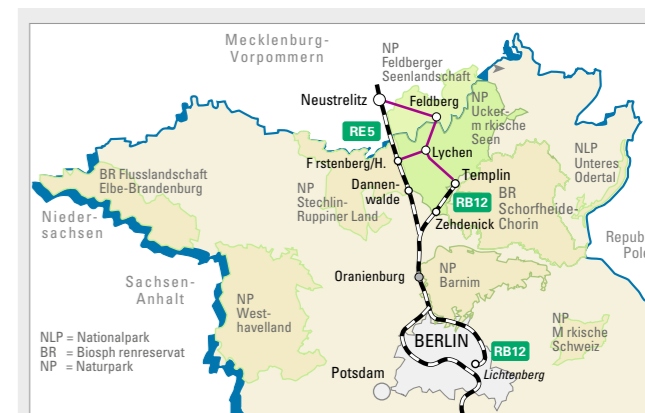 Mecklenburg-
Vorpommern
NP
Feldberger
Seenlandschaft
Neustrelitz
Feldberg
NP
Ucker-
m rkische
Seen
RE5
Lychen
F rstenberg/H.
NLP
Unteres
Odertal
BR Flusslandschaft
Elbe-Brandenburg
Templin
Dannen-
walde
NP
Stechlin-
Ruppiner Land
RB12
BR
Schorfheide-
Chorin
Zehdenick
Nieder-
sachsen
Republ
Pole
Sachsen-
Anhalt
Oranienburg
NP
Barnim
NP
West-
havelland
NP
M rkische
Schweiz
NLP = Nationalpark
BR = Biosph renreservat
NP = Naturpark
BERLIN
RB12
Lichtenberg
Potsdam